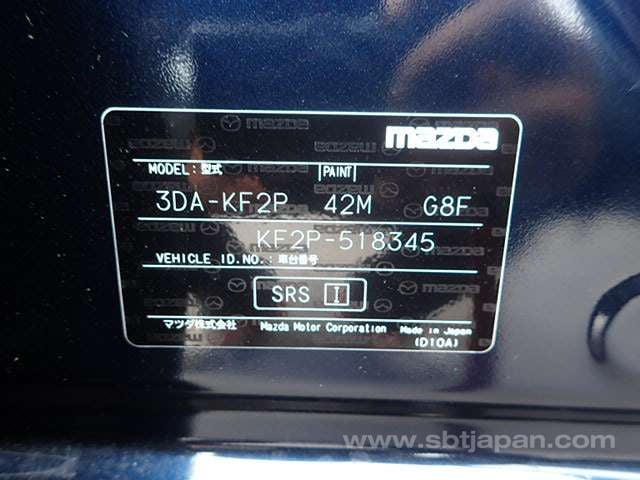 mazda
MODEL:型式 PAINT
3DA-KF2P 42M G8F
KF2P-518345
VEHICLE ID.NO.:車台番号
SRS I
マツダ株式会社 Mazda Motor Corporation Made in Japan
(D10A)
www.sbtjapan.com